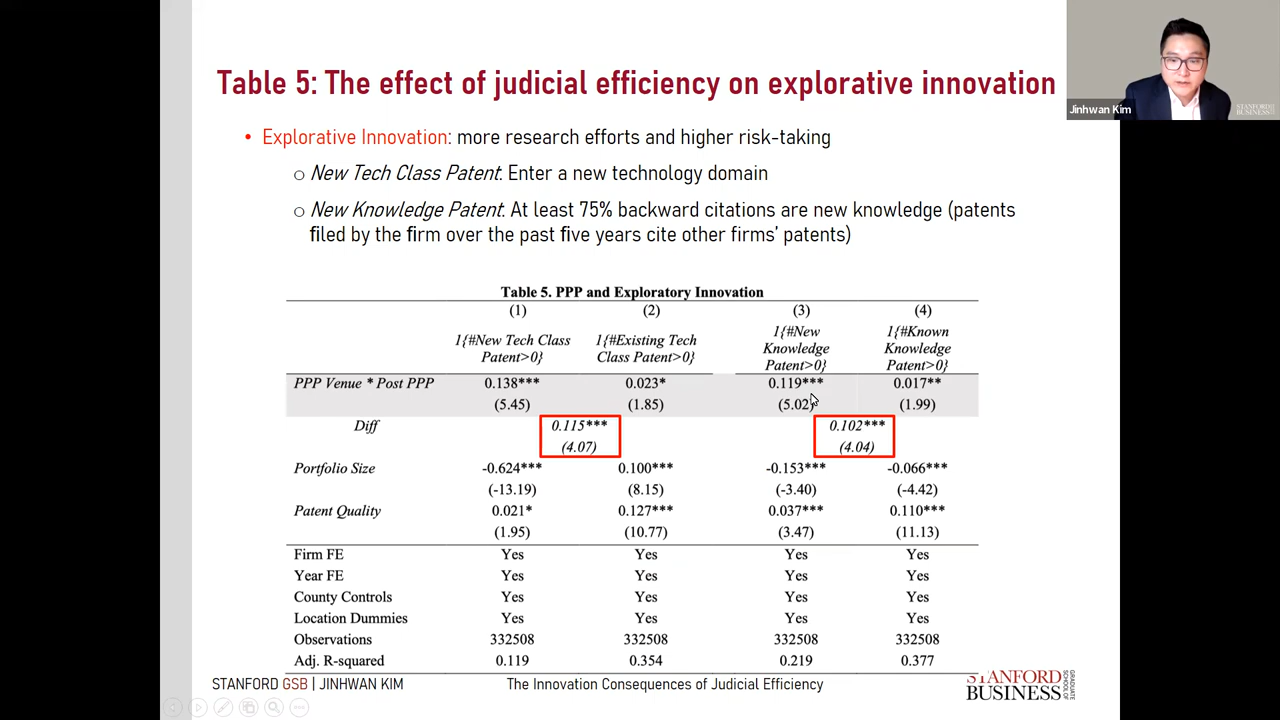 Table 5: The effect of judicial efficiency on explorative innovation
• Explorative Innovation: more research efforts and higher risk-taking
o New Tech Class Patent: Enter a new technology domain
o New Knowledge Patent: At least 75% backward citations are new knowledge (patents
filed by the firm over the past five years cite other firms' patents)
Table 5. PPP and Exploratory Innovation
(1) (2) (3) (4)
1{#New Tech Class Patent>0} 1{#Existing Tech Class Patent>0} 1{#New Knowledge Patent>0} 1{#Known Knowledge Patent>0}
PPP Venue * Post PPP 0.138*** 0.023* 0.119*** 0.017**
(5.45) (1.85) (5.02) (1.99)
Diff 0.115*** 0.102***
(4.07) (4.04)
Portfolio Size -0.624*** 0.100*** -0.153*** -0.066***
(-13.19) (8.15) (-3.40) (-4.42)
Patent Quality 0.021* 0.127*** 0.037*** 0.110***
(1.95) (10.77) (3.47) (11.13)
Firm FE Yes Yes Yes Yes
Year FE Yes Yes Yes Yes
County Controls Yes Yes Yes Yes
Location Dummies Yes Yes Yes Yes
Observations 332508 332508 332508 332508
Adj. R-squared 0.119 0.354 0.219 0.377
STANFORD GSB | JINHWAN KIM
The Innovation Consequences of Judicial Efficiency
STANFORD
BUSINESS
GRADUATE
SCHOOL OF
Jinhwan Kim
STANFORD
BUSINESS